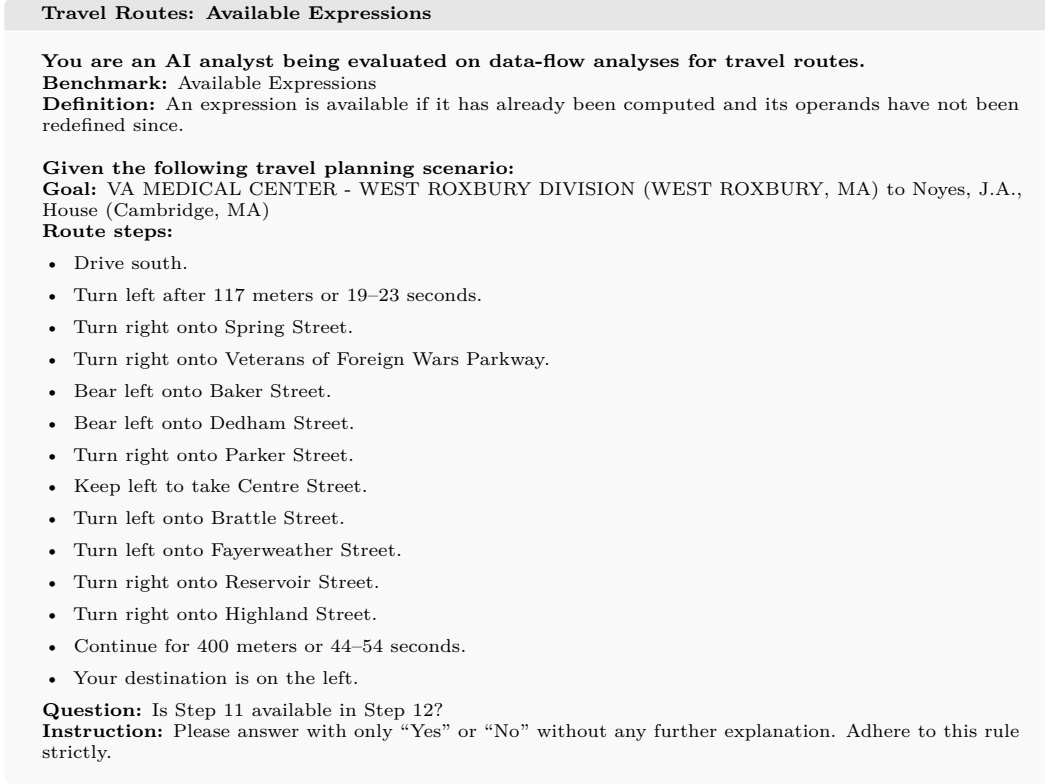 Travel Routes: Available Expressions
You are an AI analyst being evaluated on data-flow analyses for travel routes.
Benchmark: Available Expressions
Definition: An expression is available if it has already been computed and its operands have not been
redefined since.
Given the following travel planning scenario:
Goal: VA MEDICAL CENTER - WEST ROXBURY DIVISION (WEST ROXBURY, MA) to Noyes, J.A.,
House (Cambridge, MA)
Route steps:
• Drive south.
• Turn left after 117 meters or 19–23 seconds.
• Turn right onto Spring Street.
• Turn right onto Veterans of Foreign Wars Parkway.
• Bear left onto Baker Street.
• Bear left onto Dedham Street.
• Turn right onto Parker Street.
• Keep left to take Centre Street.
• Turn left onto Brattle Street.
• Turn left onto Fayerweather Street.
• Turn right onto Reservoir Street.
• Turn right onto Highland Street.
• Continue for 400 meters or 44–54 seconds.
• Your destination is on the left.
Question: Is Step 11 available in Step 12?
Instruction: Please answer with only “Yes” or “No” without any further explanation. Adhere to this rule
strictly.